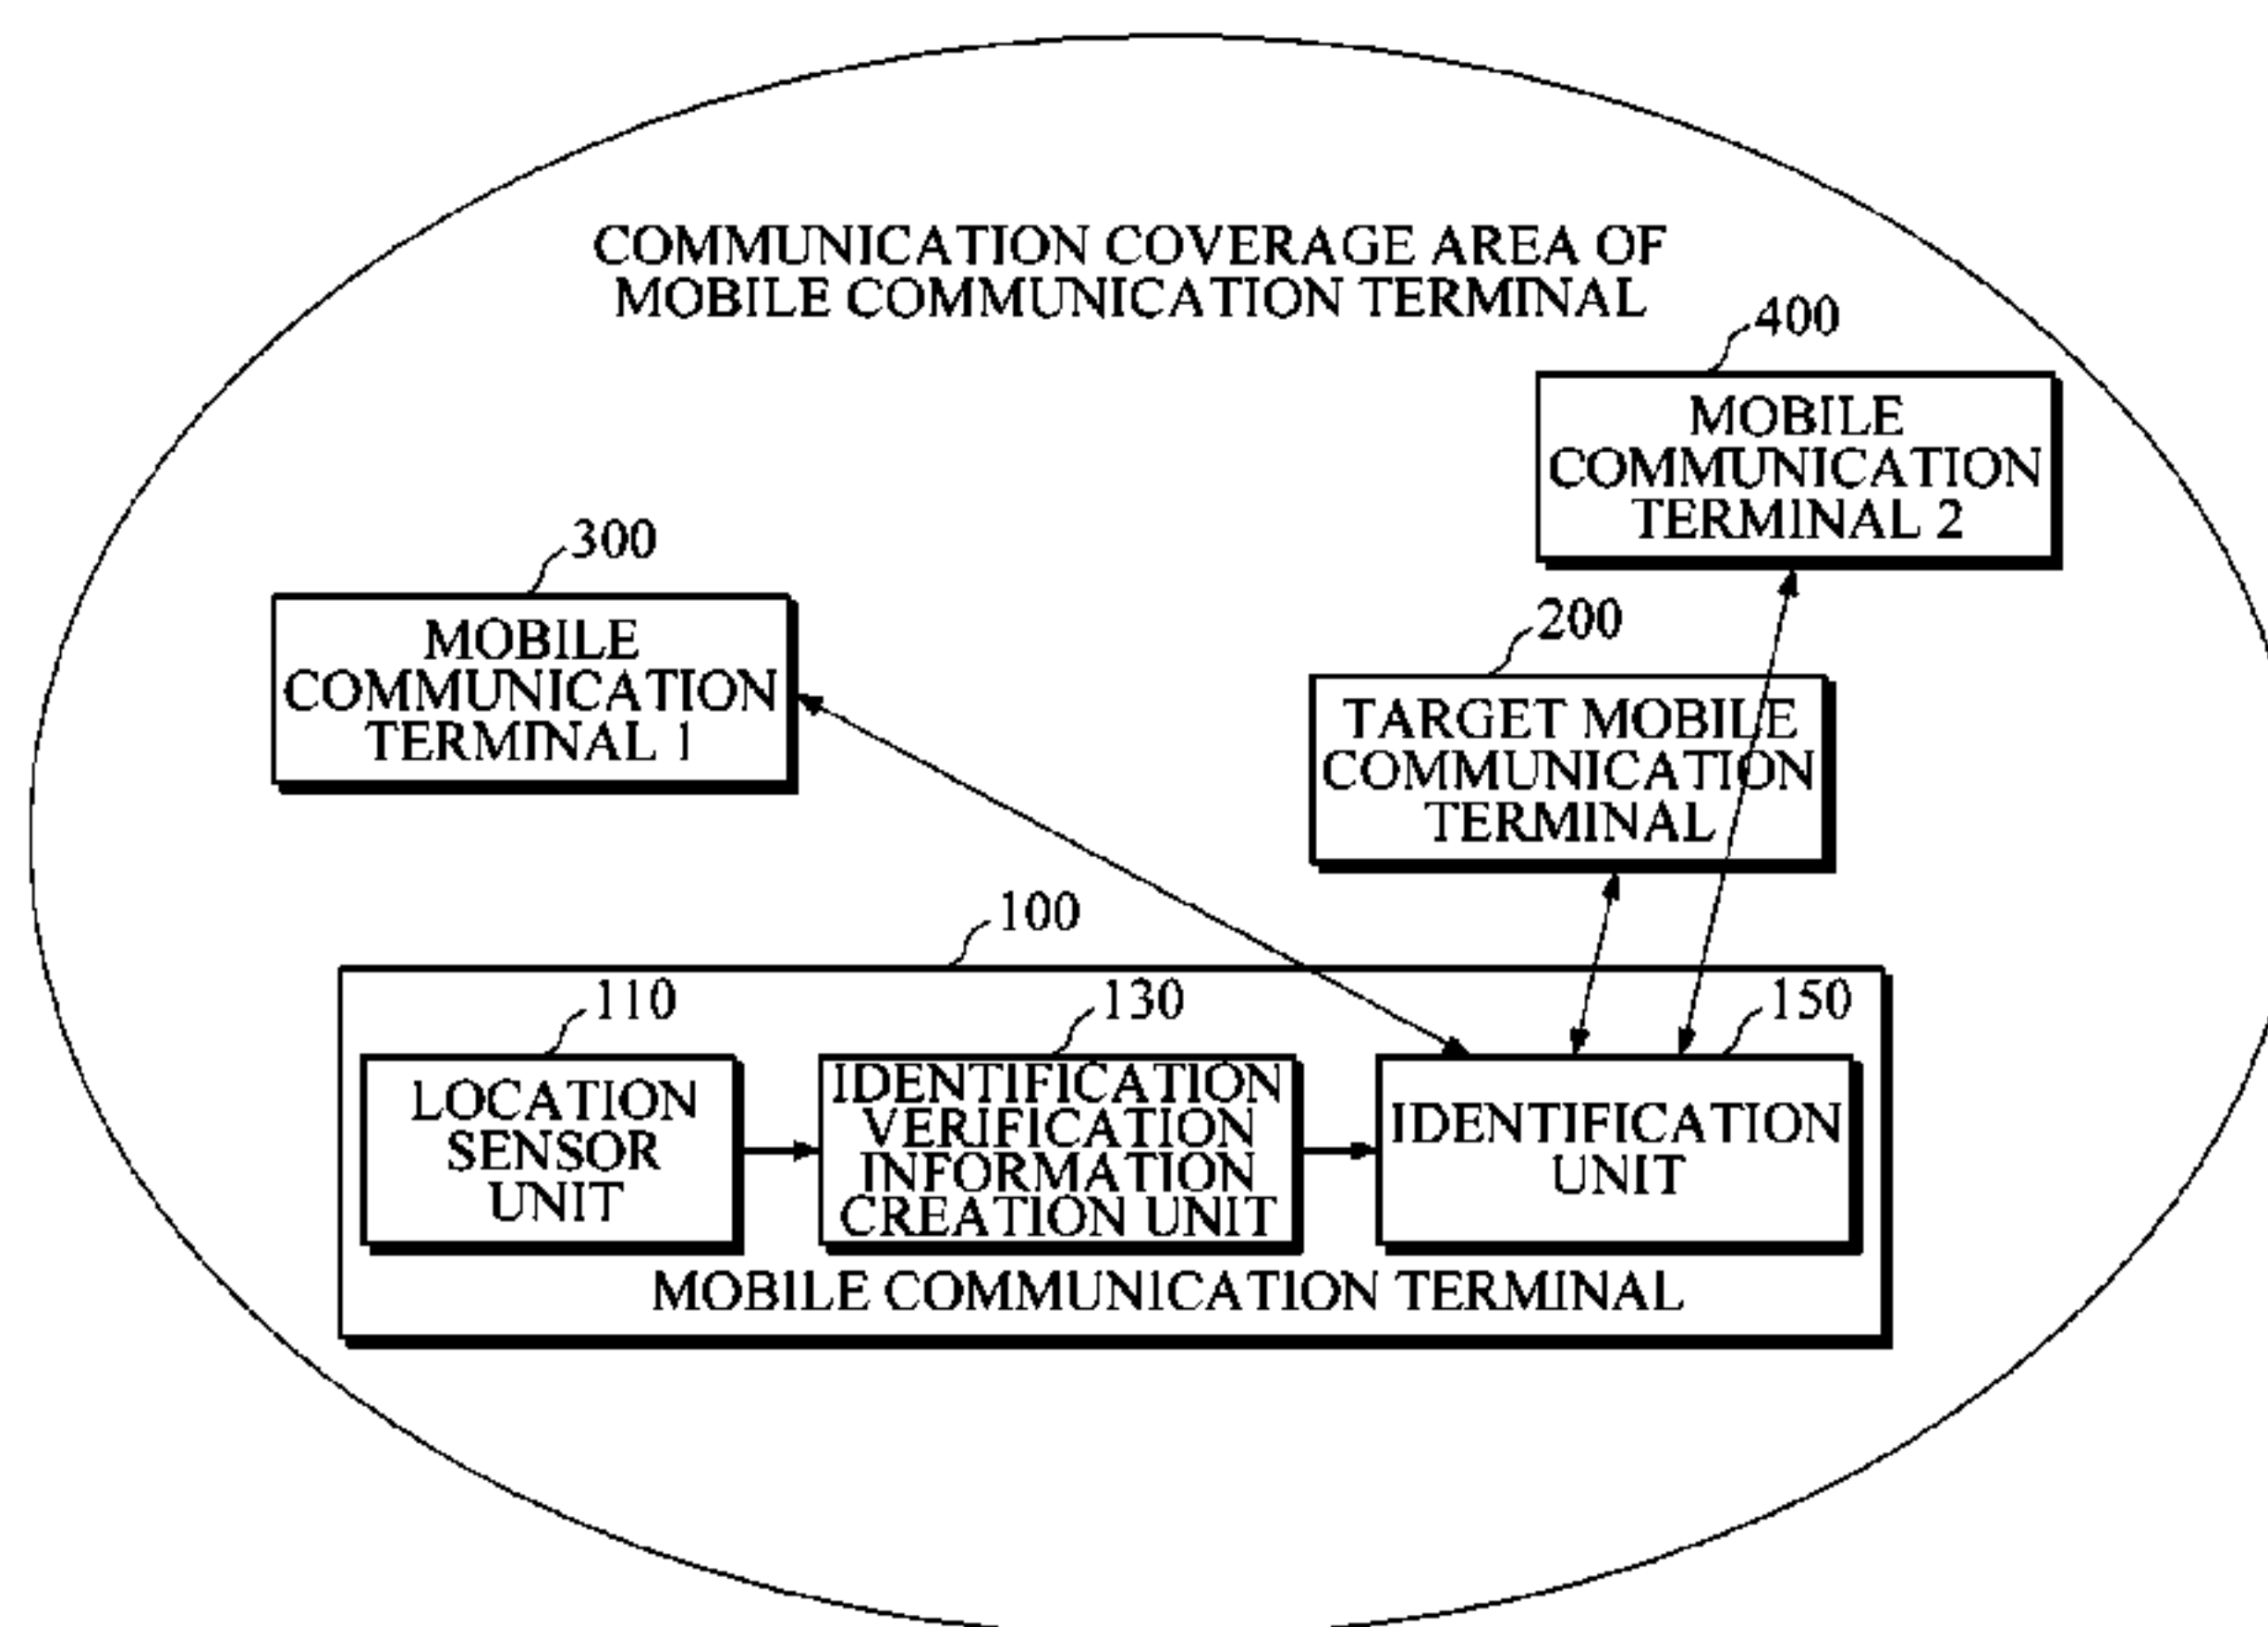 COMMUNICATION COVERAGE AREA OF
MOBILE COMMUNICATION TERMINAL
400
MOBILE
COMMUNICATION
TERMINAL 2
300
MOBILE
COMMUNICATION
TERMINAL 1
200
TARGET MOBILE
COMMUNICATION
TERMINAL
100
110
LOCATION
SENSOR
UNIT
130
IDENTIFICATION
VERIFICATION
INFORMATION
CREATION UNIT
150
IDENTIFICATION
UNIT
MOBILE COMMUNICATION TERMINAL